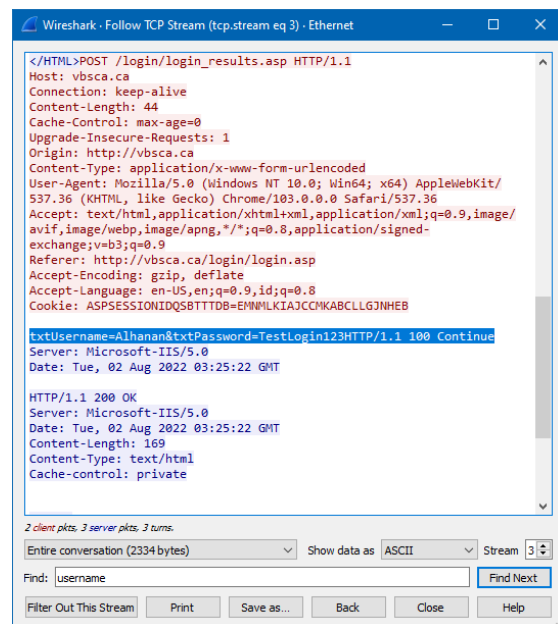 Wireshark · Follow TCP Stream (tcp.stream eq 3) · Ethernet
</HTML>POST /login/login_results.asp HTTP/1.1
Host: vbsca.ca
Connection: keep-alive
Content-Length: 44
Cache-Control: max-age=0
Upgrade-Insecure-Requests: 1
Origin: http://vbsca.ca
Content-Type: application/x-www-form-urlencoded
User-Agent: Mozilla/5.0 (Windows NT 10.0; Win64; x64) AppleWebKit/
537.36 (KHTML, like Gecko) Chrome/103.0.0.0 Safari/537.36
Accept: text/html,application/xhtml+xml,application/xml;q=0.9,image/
avif,image/webp,image/apng,*/*;q=0.8,application/signed-
exchange;v=b3;q=0.9
Referer: http://vbsca.ca/login/login.asp
Accept-Encoding: gzip, deflate
Accept-Language: en-US,en;q=0.9,id;q=0.8
Cookie: ASPSESSIONIDQSBTTTDB=EMNMLKIAJCCMKABCLLGJNHEB
txtUsername=Alhanan&txtPassword=TestLogin123HTTP/1.1 100 Continue
Server: Microsoft-IIS/5.0
Date: Tue, 02 Aug 2022 03:25:22 GMT
HTTP/1.1 200 OK
Server: Microsoft-IIS/5.0
Date: Tue, 02 Aug 2022 03:25:22 GMT
Content-Length: 169
Content-Type: text/html
Cache-control: private
2 client pkts, 3 server pkts, 3 turns.
Entire conversation (2334 bytes) Show data as ASCII Stream 3
Find: username Find Next
Filter Out This Stream Print Save as... Back Close Help